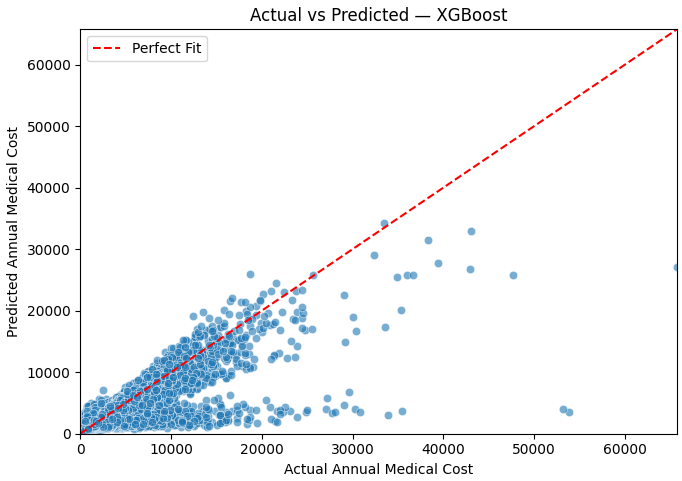 Actual vs Predicted — XGBoost
Perfect Fit
Predicted Annual Medical Cost
60000
50000
40000
30000
20000
10000
0
0 10000 20000 30000 40000 50000 60000
Actual Annual Medical Cost